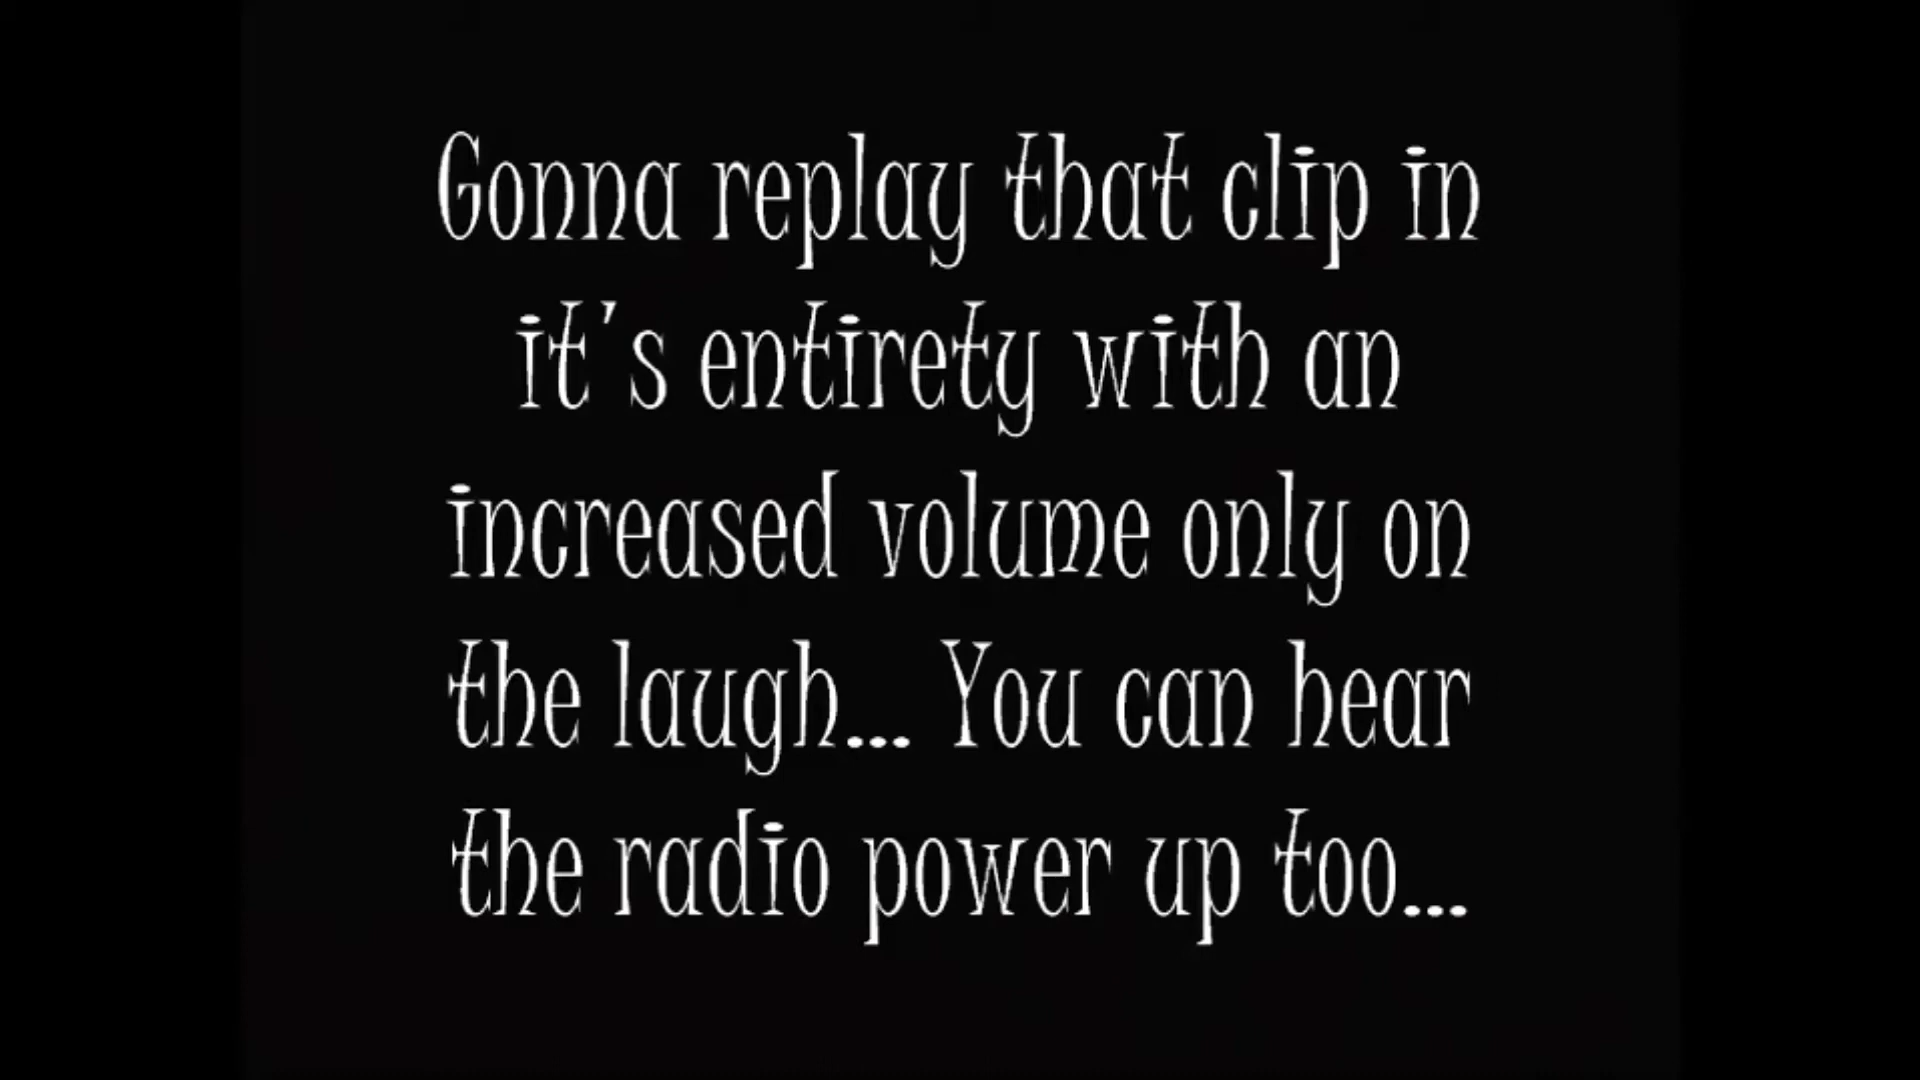 Gonna replay that clip in
it's entirety with an
increased volume only on
the laugh... You can hear
the radio power up too...